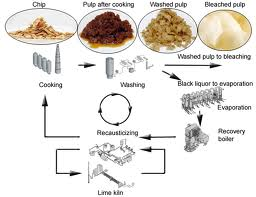 Chip
Pulp after cooking
Washed pulp
Bleached pulp
Washed pulp to bleaching
Cooking
Washing
Black liquor to evaporation
Evaporation
Recausticizing
Recovery
boiler
Lime kiln